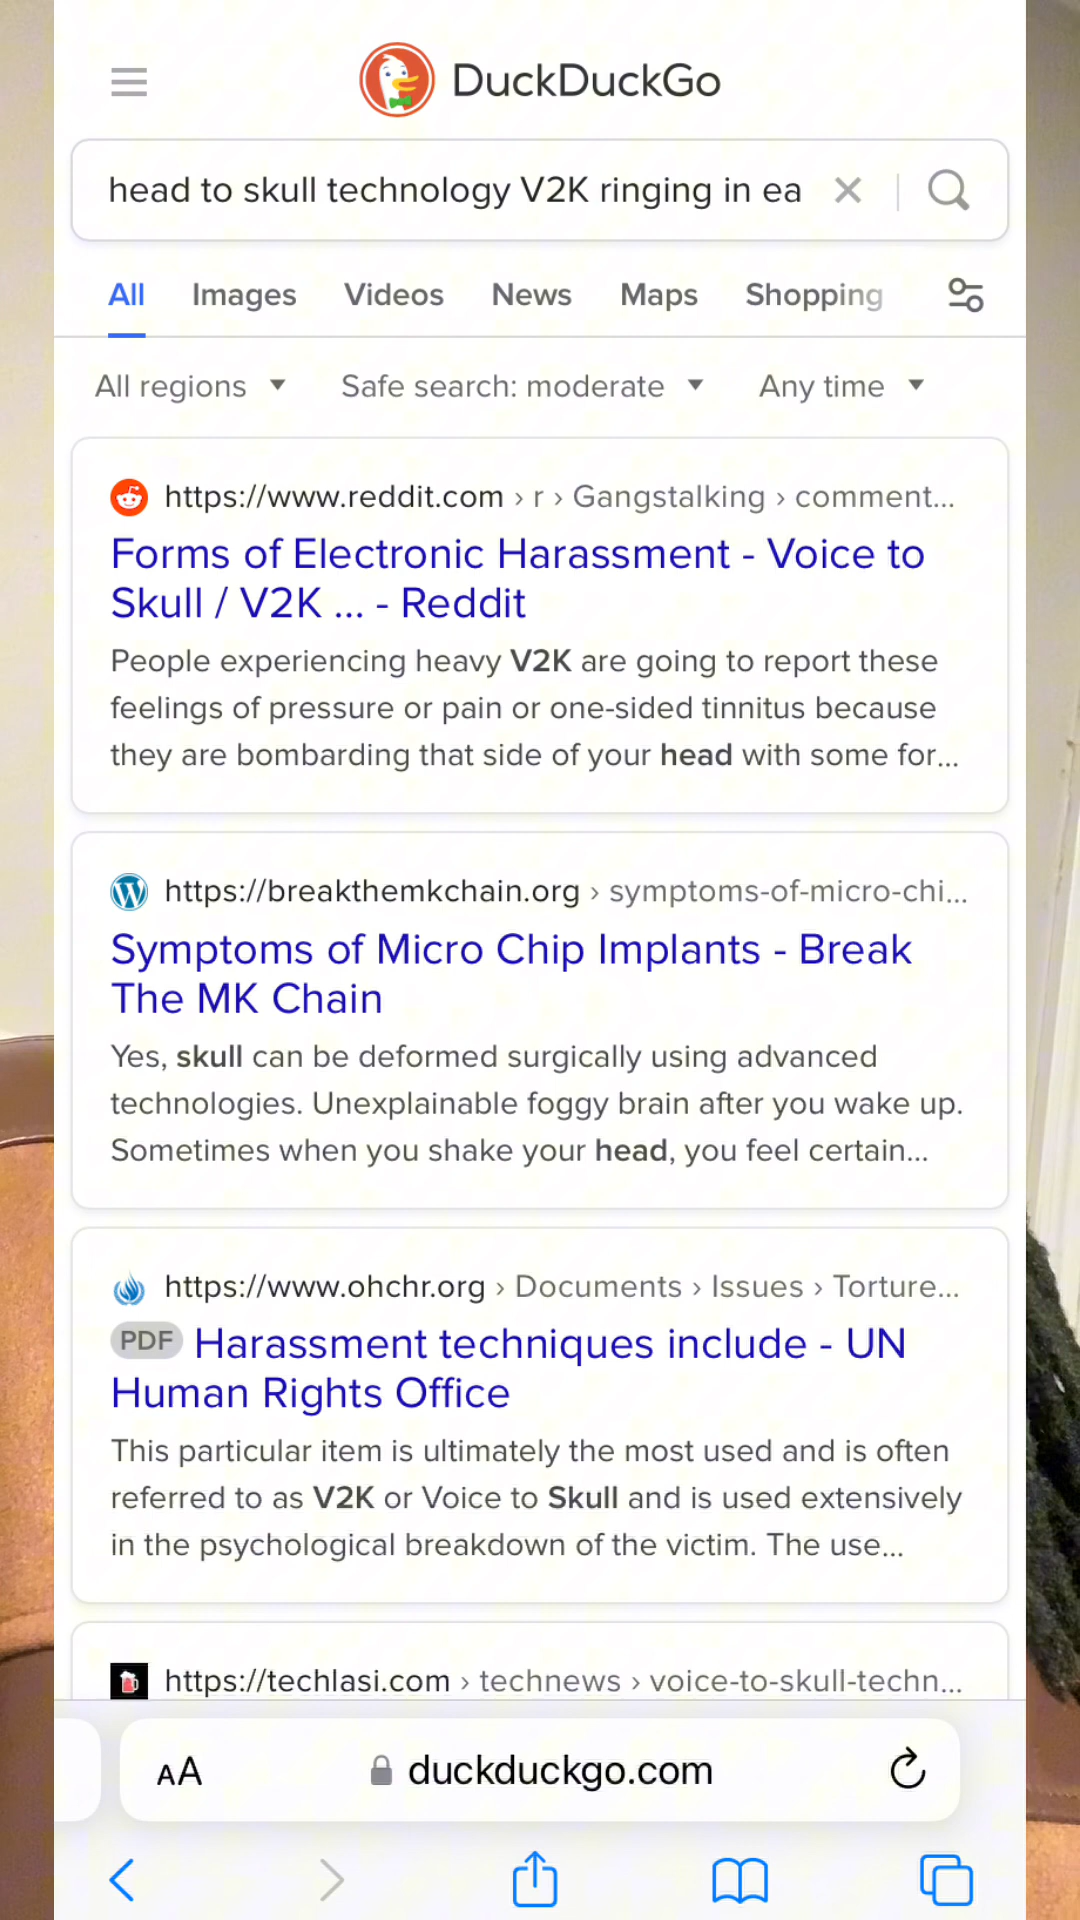 DuckDuckGo
head to skull technology V2K ringing in ea
All Images Videos News Maps Shopping
All regions Safe search: moderate Any time
https://www.reddit.com › r › Gangstalking › comment...
Forms of Electronic Harassment - Voice to
Skull / V2K ... - Reddit
People experiencing heavy V2K are going to report these
feelings of pressure or pain or one-sided tinnitus because
they are bombarding that side of your head with some for...
https://breakthemkchain.org › symptoms-of-micro-chi...
Symptoms of Micro Chip Implants - Break
The MK Chain
Yes, skull can be deformed surgically using advanced
technologies. Unexplainable foggy brain after you wake up.
Sometimes when you shake your head, you feel certain...
https://www.ohchr.org › Documents › Issues › Torture...
PDF Harassment techniques include - UN
Human Rights Office
This particular item is ultimately the most used and is often
referred to as V2K or Voice to Skull and is used extensively
in the psychological breakdown of the victim. The use...
https://techlasi.com › technews › voice-to-skull-techn...
AA duckduckgo.com